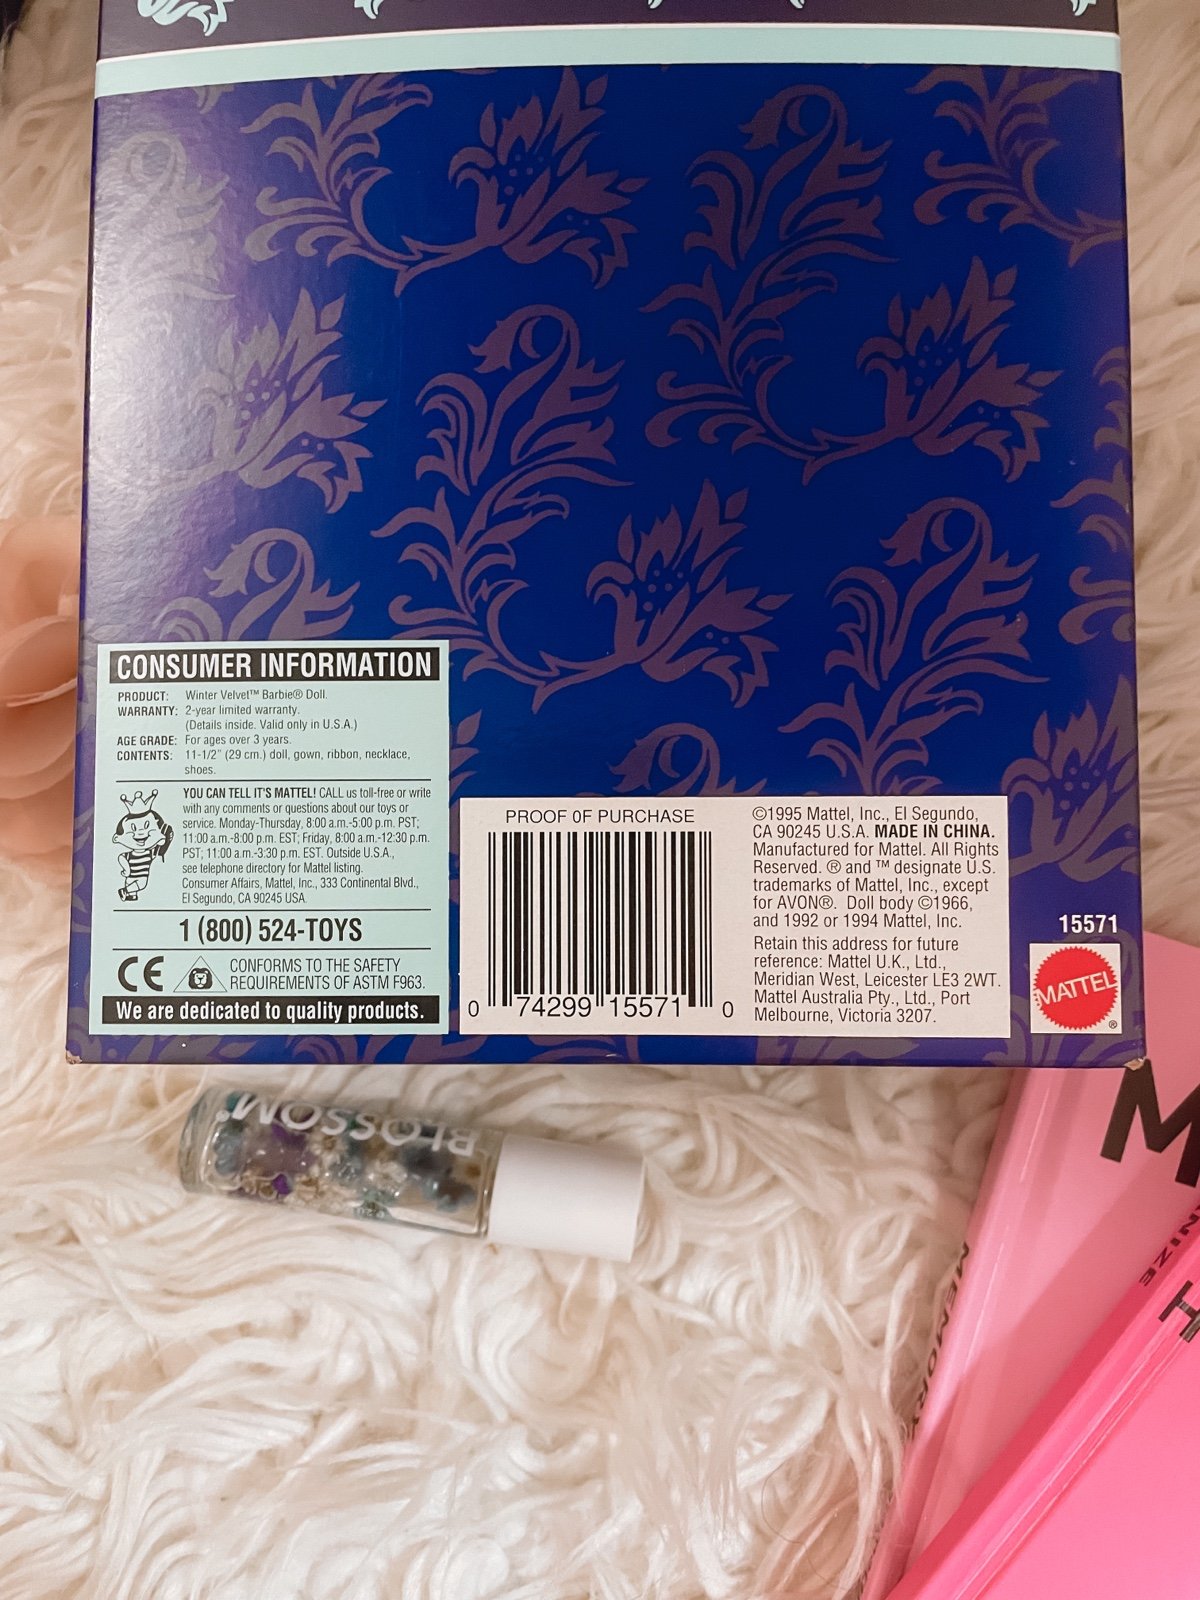 CONSUMER INFORMATION
PRODUCT: Winter Velvet™ Barbie® Doll.
WARRANTY: 2-year limited warranty.
(Details inside. Valid only in U.S.A.)
AGE GRADE: For ages over 3 years.
CONTENTS: 11-1/2" (29 cm.) doll, gown, ribbon, necklace,
shoes.
YOU CAN TELL IT'S MATTEL! CALL us toll-free or write
with any comments or questions about our toys or
service. Monday-Thursday, 8:00 a.m.-5:00 p.m. PST;
11:00 a.m.-8:00 p.m. EST; Friday, 8:00 a.m.-12:30 p.m.
PST; 11:00 a.m.-3:30 p.m. EST. Outside U.S.A.,
see telephone directory for Mattel listing.
Consumer Affairs, Mattel, Inc., 333 Continental Blvd.,
El Segundo, CA 90245 USA.
1 (800) 524-TOYS
CE
CONFORMS TO THE SAFETY
REQUIREMENTS OF ASTM F963.
We are dedicated to quality products.
PROOF OF PURCHASE
0 74299 15571 0
©1995 Mattel, Inc., El Segundo,
CA 90245 U.S.A. MADE IN CHINA.
Manufactured for Mattel. All Rights
Reserved. ® and ™ designate U.S.
trademarks of Mattel, Inc., except
for AVON®. Doll body ©1966,
and 1992 or 1994 Mattel, Inc.
Retain this address for future
reference: Mattel U.K., Ltd.,
Meridian West, Leicester LE3 2WT.
Mattel Australia Pty., Ltd., Port
Melbourne, Victoria 3207.
15571
MATTEL
®
BLOSSOM®
M
MEMORY
NIZE
H